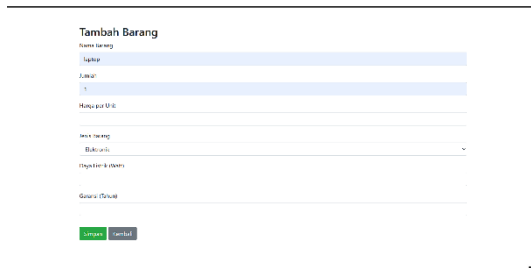 Tambah Barang
Nama Barang
laptop
Jumlah
Harga per Unit
Jenis Barang
Elektronik
Daya Listrik (Watt)
Garansi (Tahun)
Simpan Kembali